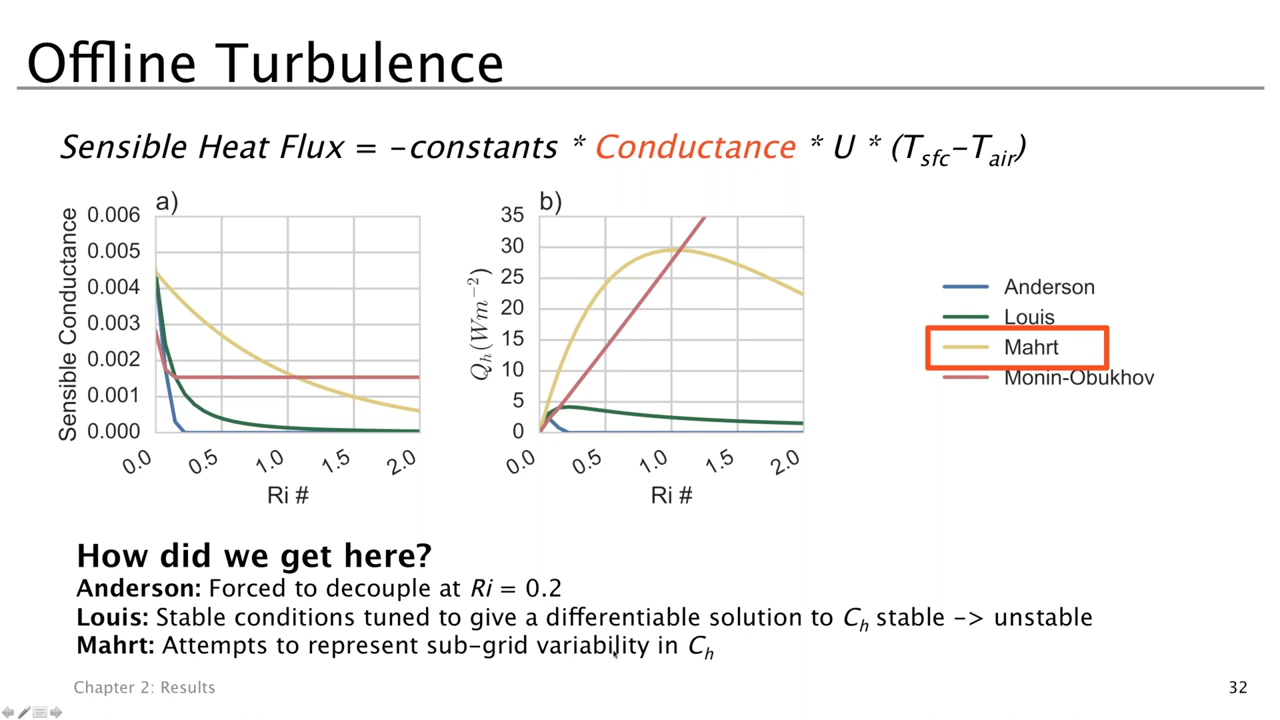 Offline Turbulence
Sensible Heat Flux = -constants * Conductance * U * (Tsfc-Tair)
a)
Sensible Conductance
0.006
0.005
0.004
0.003
0.002
0.001
0.000
0.0 0.5 1.0 1.5 2.0
Ri #
b)
Qh(Wm−2)
35
30
25
20
15
10
5
0
0.0 0.5 1.0 1.5 2.0
Ri #
Anderson
Louis
Mahrt
Monin-Obukhov
How did we get here?
Anderson: Forced to decouple at Ri = 0.2
Louis: Stable conditions tuned to give a differentiable solution to Ch stable -> unstable
Mahrt: Attempts to represent sub-grid variability in Ch
Chapter 2: Results
32